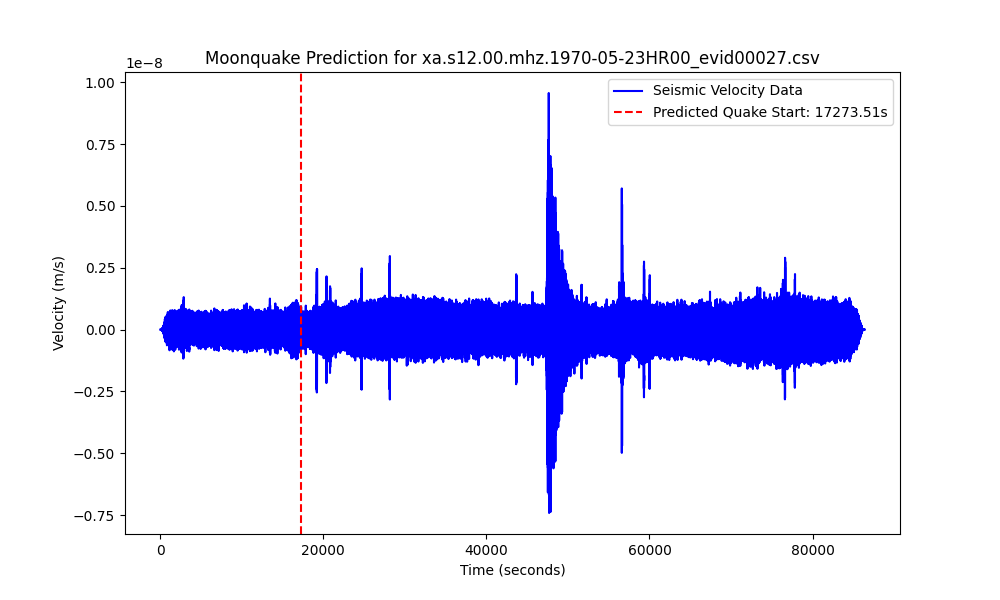 Moonquake Prediction for xa.s12.00.mhz.1970-05-23HR00_evid00027.csv
1e−8
Seismic Velocity Data
Predicted Quake Start: 17273.51s
1.00
0.75
0.50
0.25
0.00
−0.25
−0.50
−0.75
Velocity (m/s)
0 20000 40000 60000 80000
Time (seconds)